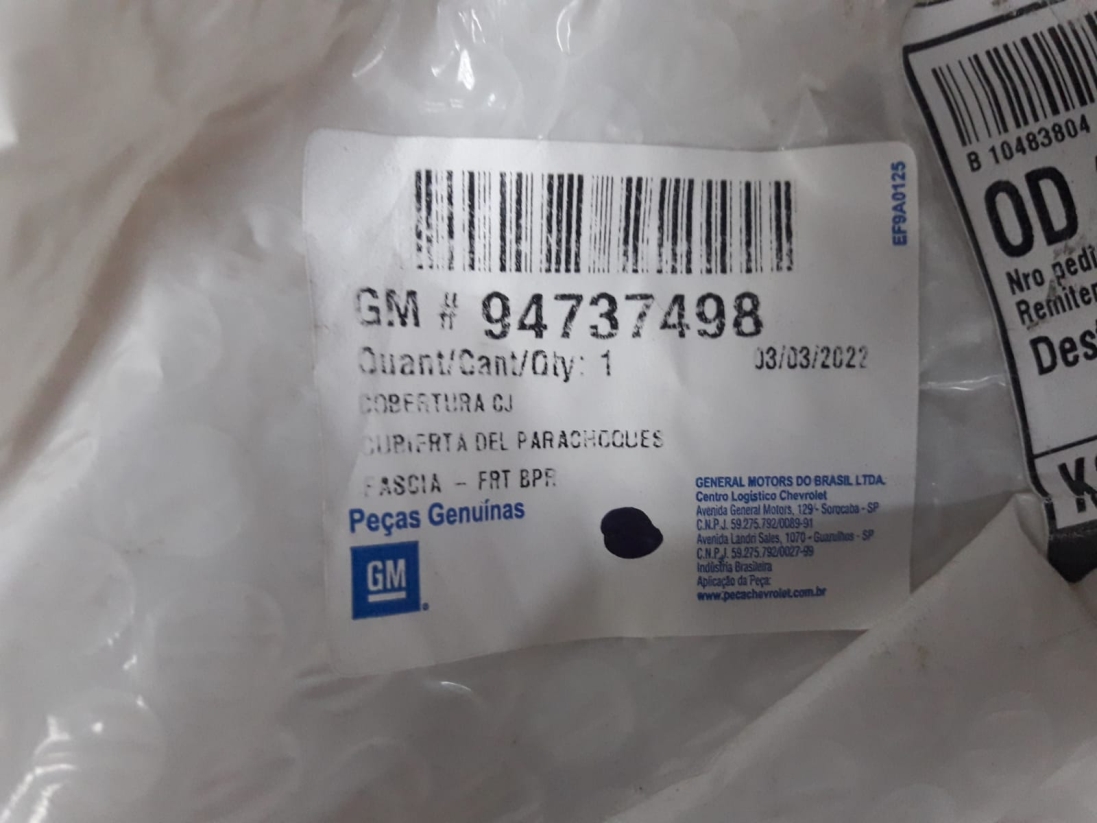 GM # 94737498
Quant/Cant/Qty: 1 03/03/2022
COBERTURA CJ
CUBIERTA DEL PARACHOQUES
FASCIA - FRT BPR
Peças Genuínas
GM
GENERAL MOTORS DO BRASIL LTDA.
Centro Logístico Chevrolet
Avenida General Motors, 129 - Sorocaba - SP
C.N.P.J. 59.275.792/0089-91
Avenida Landri Sales, 1070 - Guarulhos - SP
C.N.P.J. 59.275.792/0027-99
Indústria Brasileira
Aplicação da Peça:
www.pecachevrolet.com.br
EF9A0125
B 10483804
OD
Nro pedi
Remiter
Des